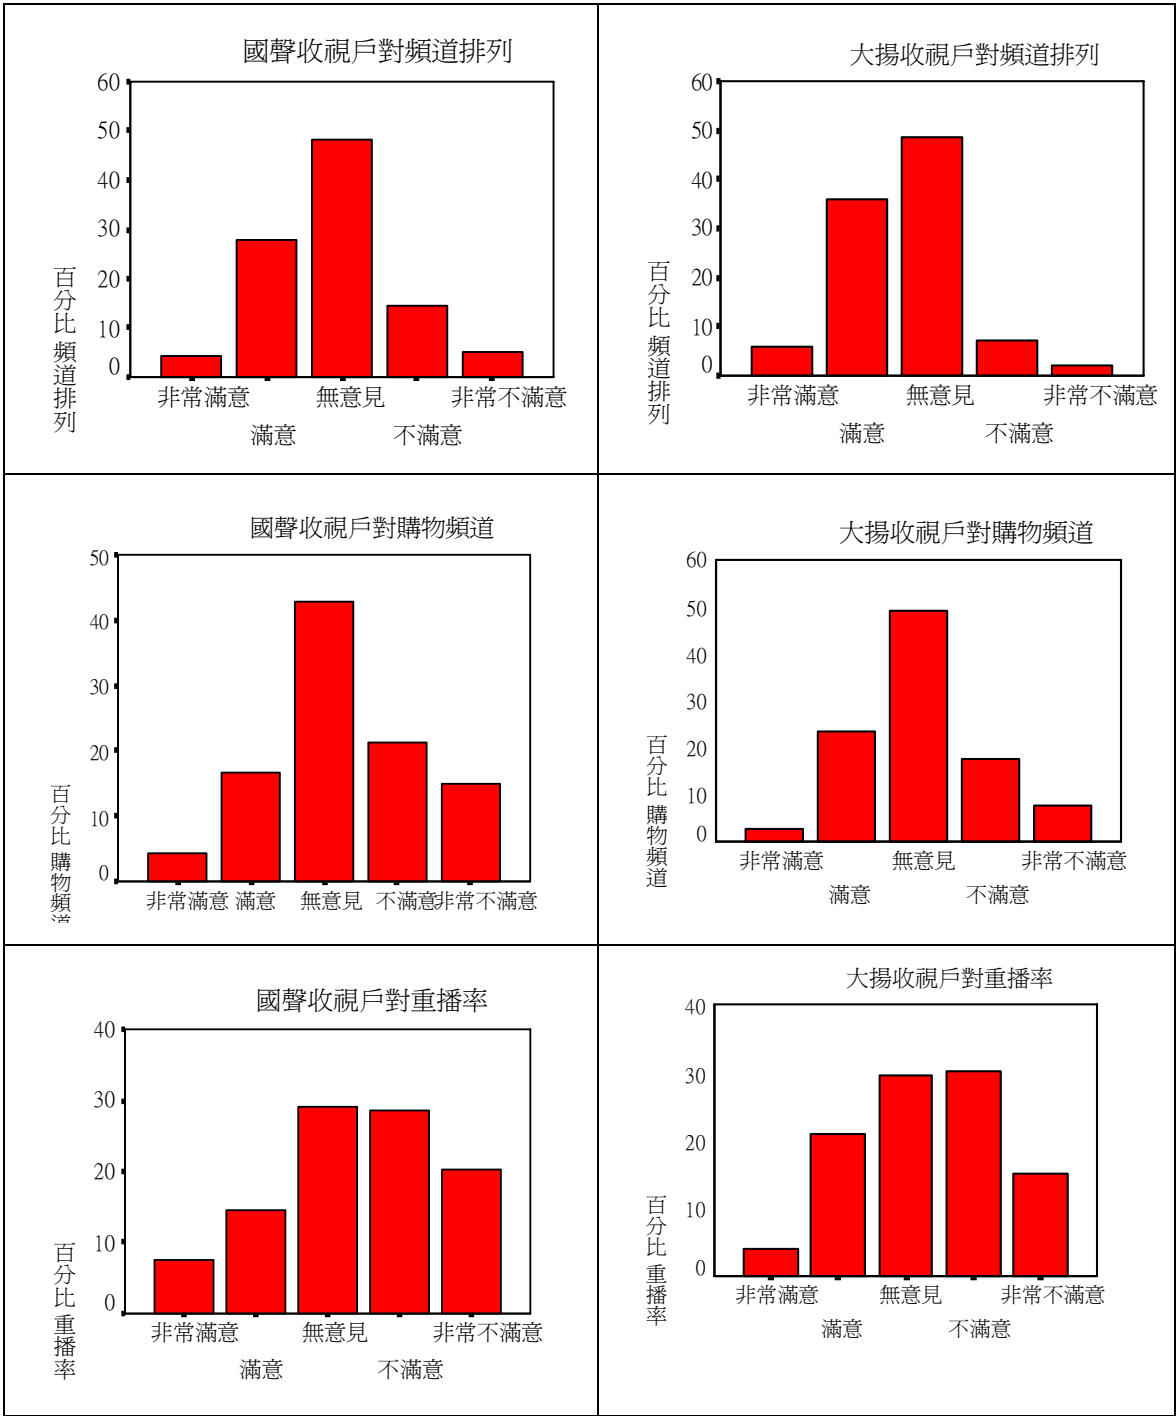 國聲收視戶對頻道排列
60
50
40
30
20
10
0
百分比 頻道排列
非常滿意 無意見 非常不滿意
滿意 不滿意
大揚收視戶對頻道排列
60
50
40
30
20
10
0
百分比 頻道排列
非常滿意 無意見 非常不滿意
滿意 不滿意
國聲收視戶對購物頻道
50
40
30
20
10
0
百分比 購物頻
非常滿意 滿意 無意見 不滿意 非常不滿意
大揚收視戶對購物頻道
60
50
40
30
20
10
0
百分比 購物頻道
非常滿意 無意見 非常不滿意
滿意 不滿意
國聲收視戶對重播率
40
30
20
10
0
百分比 重播率
非常滿意 無意見 非常不滿意
滿意 不滿意
大揚收視戶對重播率
40
30
20
10
0
百分比 重播率
非常滿意 無意見 非常不滿意
滿意 不滿意